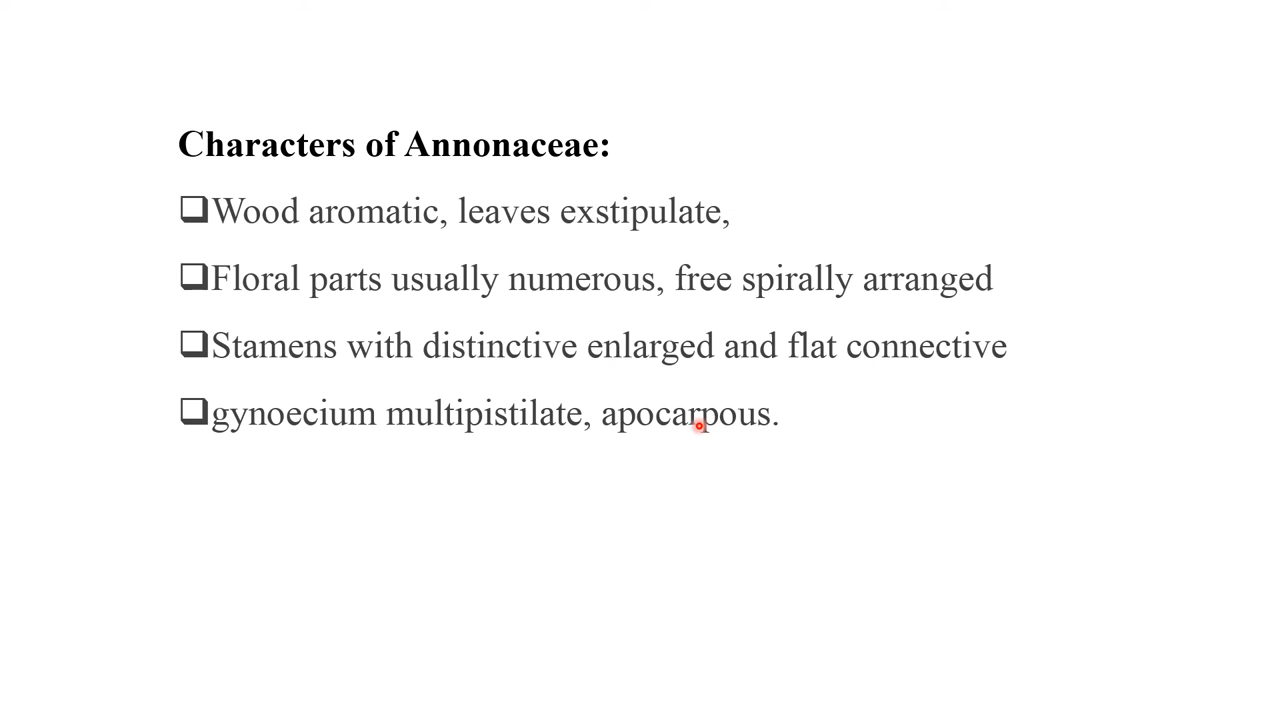 Characters of Annonaceae:
❑Wood aromatic, leaves exstipulate,
❑Floral parts usually numerous, free spirally arranged
❑Stamens with distinctive enlarged and flat connective
❑gynoecium multipistilate, apocarpous.